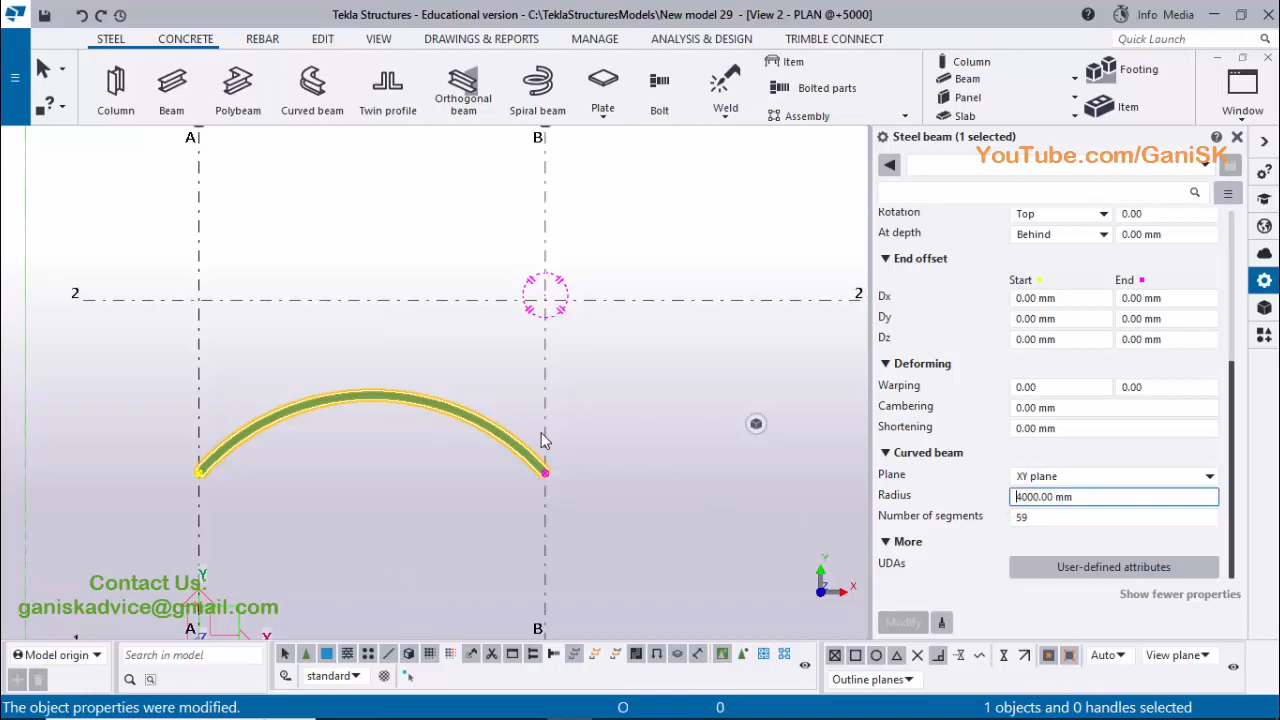 Tekla Structures - Educational version - C:\TeklaStructuresModels\New model 29 - [View 2 - PLAN @+5000]
Info Media
STEEL CONCRETE REBAR EDIT VIEW DRAWINGS & REPORTS MANAGE ANALYSIS & DESIGN TRIMBLE CONNECT Quick Launch
Column
Beam
Polybeam
Curved beam
Twin profile
Orthogonal
beam
Spiral beam
Plate
Bolt
Weld
Item
Bolted parts
Assembly
Column
Beam
Panel
Slab
Footing
Item
Window
A
B
Steel beam (1 selected)
YouTube.com/GaniSK
Rotation Top 0.00
At depth Behind 0.00 mm
End offset
Start End
Dx 0.00 mm 0.00 mm
Dy 0.00 mm 0.00 mm
Dz 0.00 mm 0.00 mm
Deforming
Warping 0.00 0.00
Cambering 0.00 mm
Shortening 0.00 mm
Curved beam
Plane XY plane
Radius 4000.00 mm
Number of segments 59
More
UDAs User-defined attributes
Show fewer properties
Modify
2
2
Contact Us:
ganiskadvice@gmail.com
Y
X
Y
Z
X
A
B
1
Model origin
Search in model
standard
Auto
View plane
Outline planes
The object properties were modified. O 0 1 objects and 0 handles selected